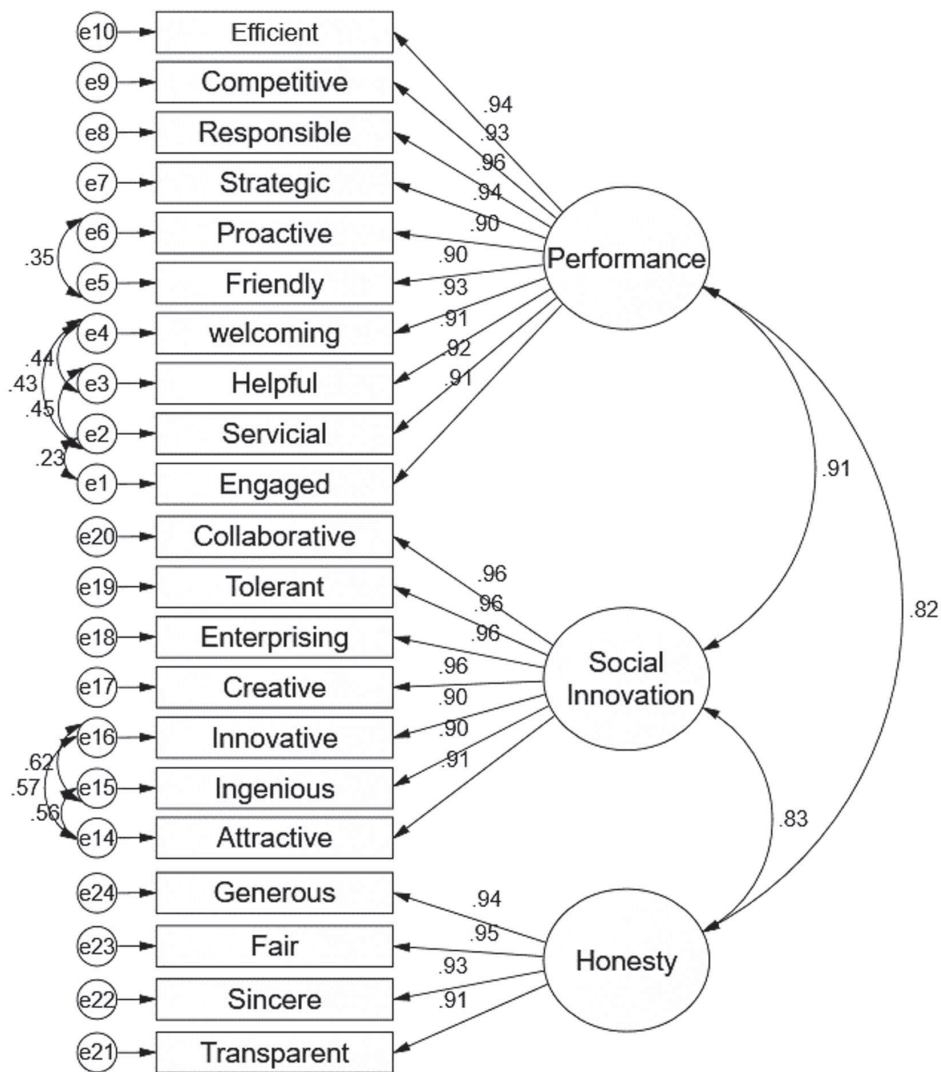 e10 Efficient
e9 Competitive
.94
e8 Responsible
.93
.96
e7 Strategic
.94
e6 Proactive
.90
.35
.90
Performance
e5 Friendly
.93
e4 welcoming
.91
.44
.92
.43
e3 Helpful
.91
.45
e2 Servicial
.23
.91
e1 Engaged
e20 Collaborative
.96
e19 Tolerant
.96
.82
e18 Enterprising
.96
.96
Social
Innovation
e17 Creative
.90
e16 Innovative
.90
.62
.91
.57
e15 Ingenious
.56
.83
e14 Attractive
e24 Generous
.94
e23 Fair
.95
.93
Honesty
e22 Sincere
.91
e21 Transparent